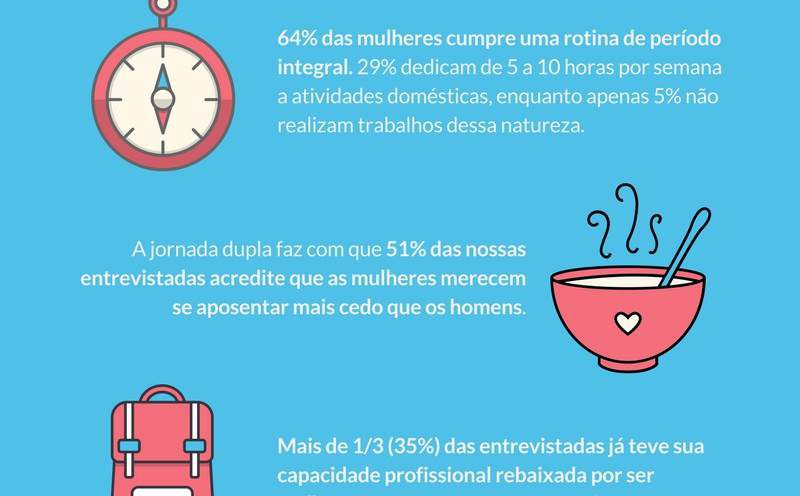 64% das mulheres cumpre uma rotina de período
integral. 29% dedicam de 5 a 10 horas por semana
a atividades domésticas, enquanto apenas 5% não
realizam trabalhos dessa natureza.
A jornada dupla faz com que 51% das nossas
entrevistadas acredite que as mulheres merecem
se aposentar mais cedo que os homens.
Mais de 1/3 (35%) das entrevistadas já teve sua
capacidade profissional rebaixada por ser